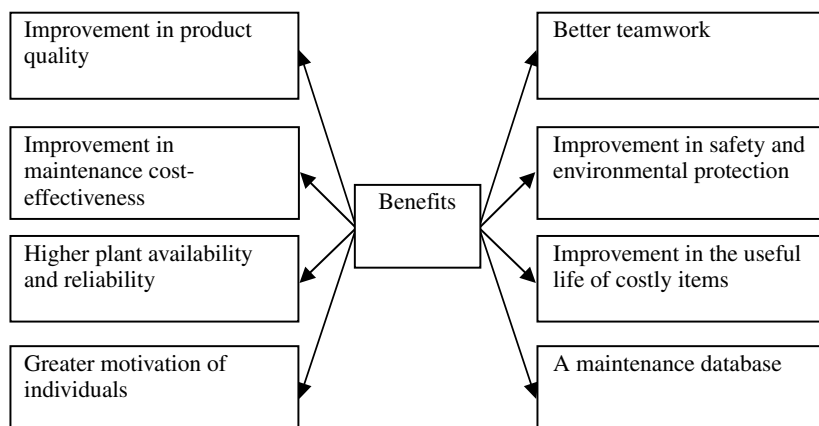 Improvement in product
quality
Improvement in
maintenance cost-
effectiveness
Higher plant availability
and reliability
Greater motivation of
individuals
Benefits
Better teamwork
Improvement in safety and
environmental protection
Improvement in the useful
life of costly items
A maintenance database